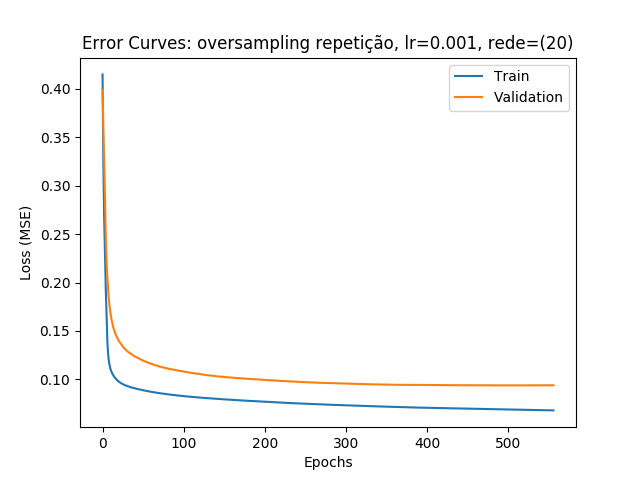 Error Curves: oversampling repetição, lr=0.001, rede=(20)
Train
Validation
0.40
0.35
0.30
0.25
0.20
0.15
0.10
Loss (MSE)
0 100 200 300 400 500
Epochs